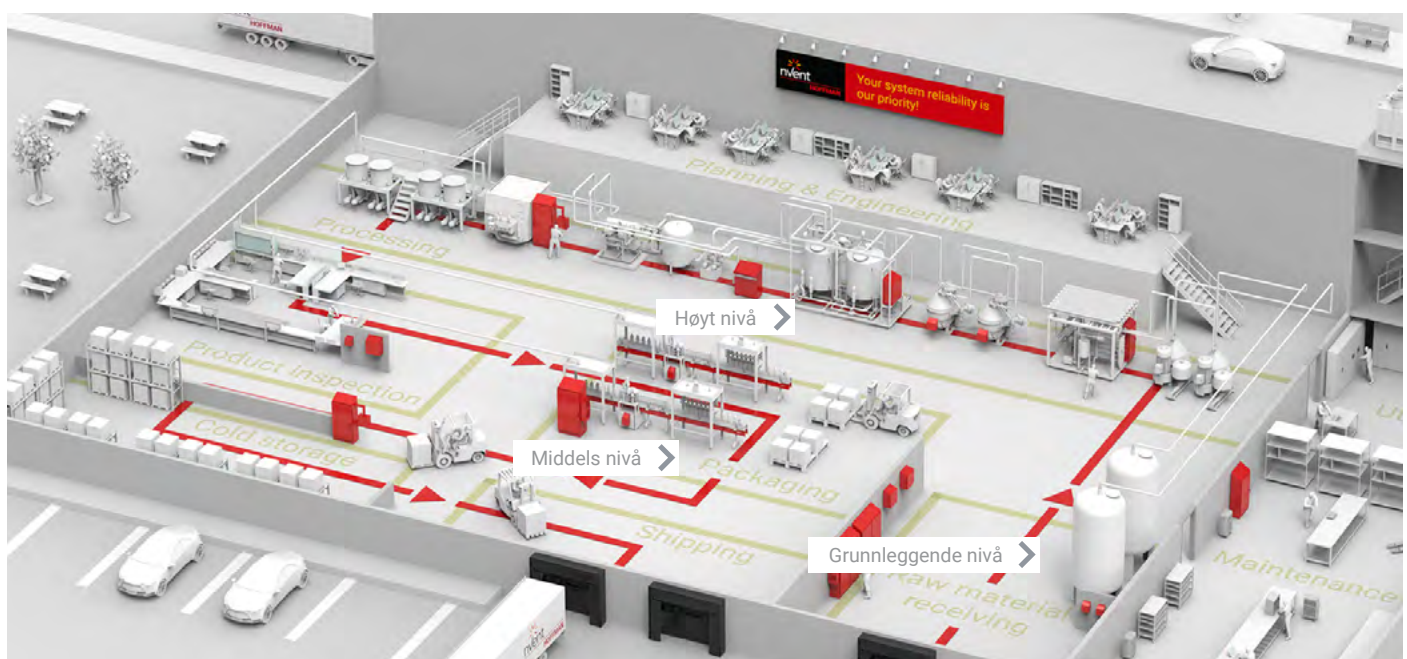 HOFFMAN
nvent
HOFFMAN
Your system reliability is
our priority!
Planning & Engineering
Processing
Høyt nivå
Product inspection
Cold storage
Middels nivå
Packaging
Shipping
Grunnleggende nivå
Raw material
receiving
Maintenance
nvent
HOFFMAN